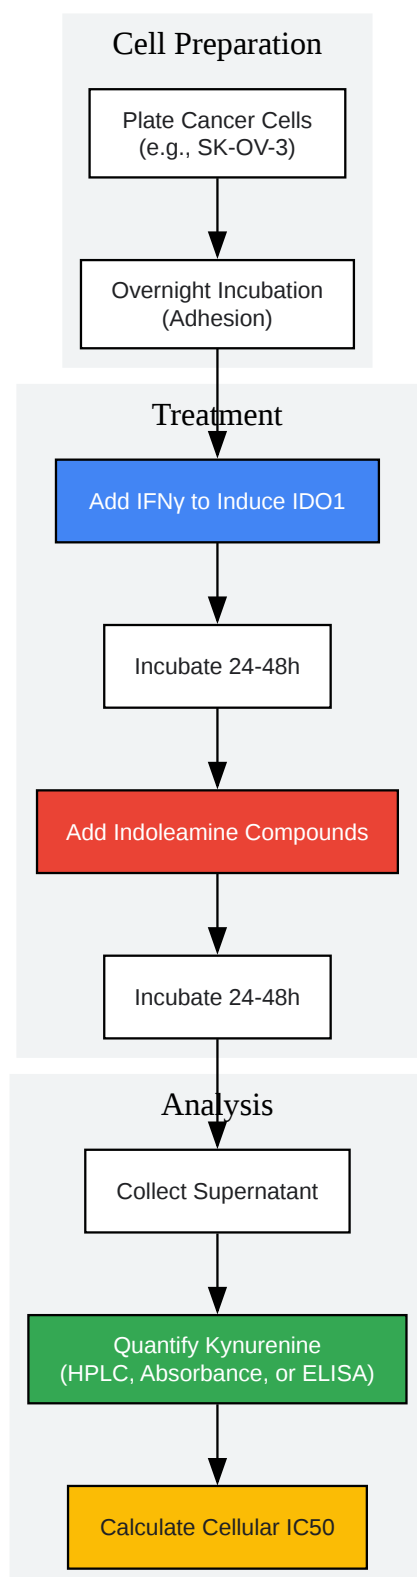 Cell Preparation
Plate Cancer Cells
(e.g., SK-OV-3)
Overnight Incubation
(Adhesion)
Treatment
Add IFNγ to Induce IDO1
Incubate 24-48h
Add Indoleamine Compounds
Incubate 24-48h
Analysis
Collect Supernatant
Quantify Kynurenine
(HPLC, Absorbance, or ELISA)
Calculate Cellular IC50